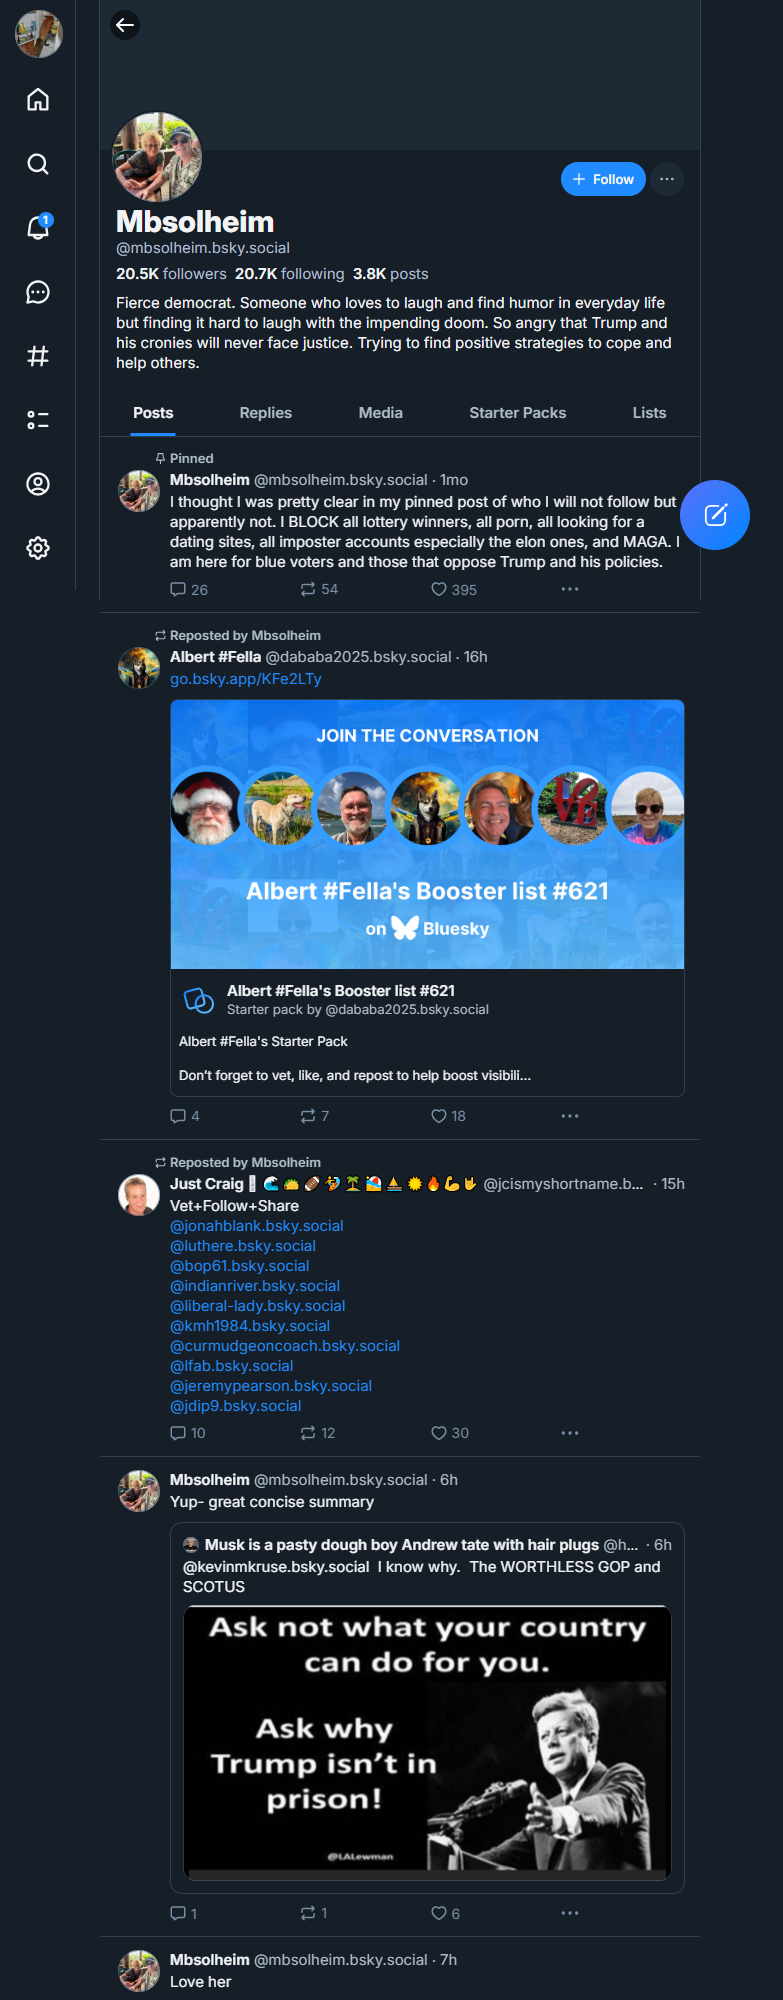 1
+ Follow
Mbsolheim
@mbsolheim.bsky.social
20.5K followers 20.7K following 3.8K posts
Fierce democrat. Someone who loves to laugh and find humor in everyday life
but finding it hard to laugh with the impending doom. So angry that Trump and
his cronies will never face justice. Trying to find positive strategies to cope and
help others.
Posts Replies Media Starter Packs Lists
Pinned
Mbsolheim @mbsolheim.bsky.social · 1mo
I thought I was pretty clear in my pinned post of who I will not follow but
apparently not. I BLOCK all lottery winners, all porn, all looking for a
dating sites, all imposter accounts especially the elon ones, and MAGA. I
am here for blue voters and those that oppose Trump and his policies.
26 54 395
Reposted by Mbsolheim
Albert #Fella @dababa2025.bsky.social · 16h
go.bsky.app/KFe2LTy
JOIN THE CONVERSATION
LOVE
Albert #Fella's Booster list #621
on Bluesky
Albert #Fella's Booster list #621
Starter pack by @dababa2025.bsky.social
Albert #Fella's Starter Pack
Don't forget to vet, like, and repost to help boost visibili...
4 7 18
Reposted by Mbsolheim
Just Craig 🌊 🌮 🏈 🏄 🏝 🏖 ⛵ ☀ 🔥 💪 🤟 @jcismyshortname.b... · 15h
Vet+Follow+Share
@jonahblank.bsky.social
@luthere.bsky.social
@bop61.bsky.social
@indianriver.bsky.social
@liberal-lady.bsky.social
@kmh1984.bsky.social
@curmudgeoncoach.bsky.social
@lfab.bsky.social
@jeremypearson.bsky.social
@jdip9.bsky.social
10 12 30
Mbsolheim @mbsolheim.bsky.social · 6h
Yup- great concise summary
Musk is a pasty dough boy Andrew tate with hair plugs @h... · 6h
@kevinmkruse.bsky.social I know why. The WORTHLESS GOP and
SCOTUS
Ask not what your country
can do for you.
Ask why
Trump isn't in
prison!
@LALewman
1 1 6
Mbsolheim @mbsolheim.bsky.social · 7h
Love her